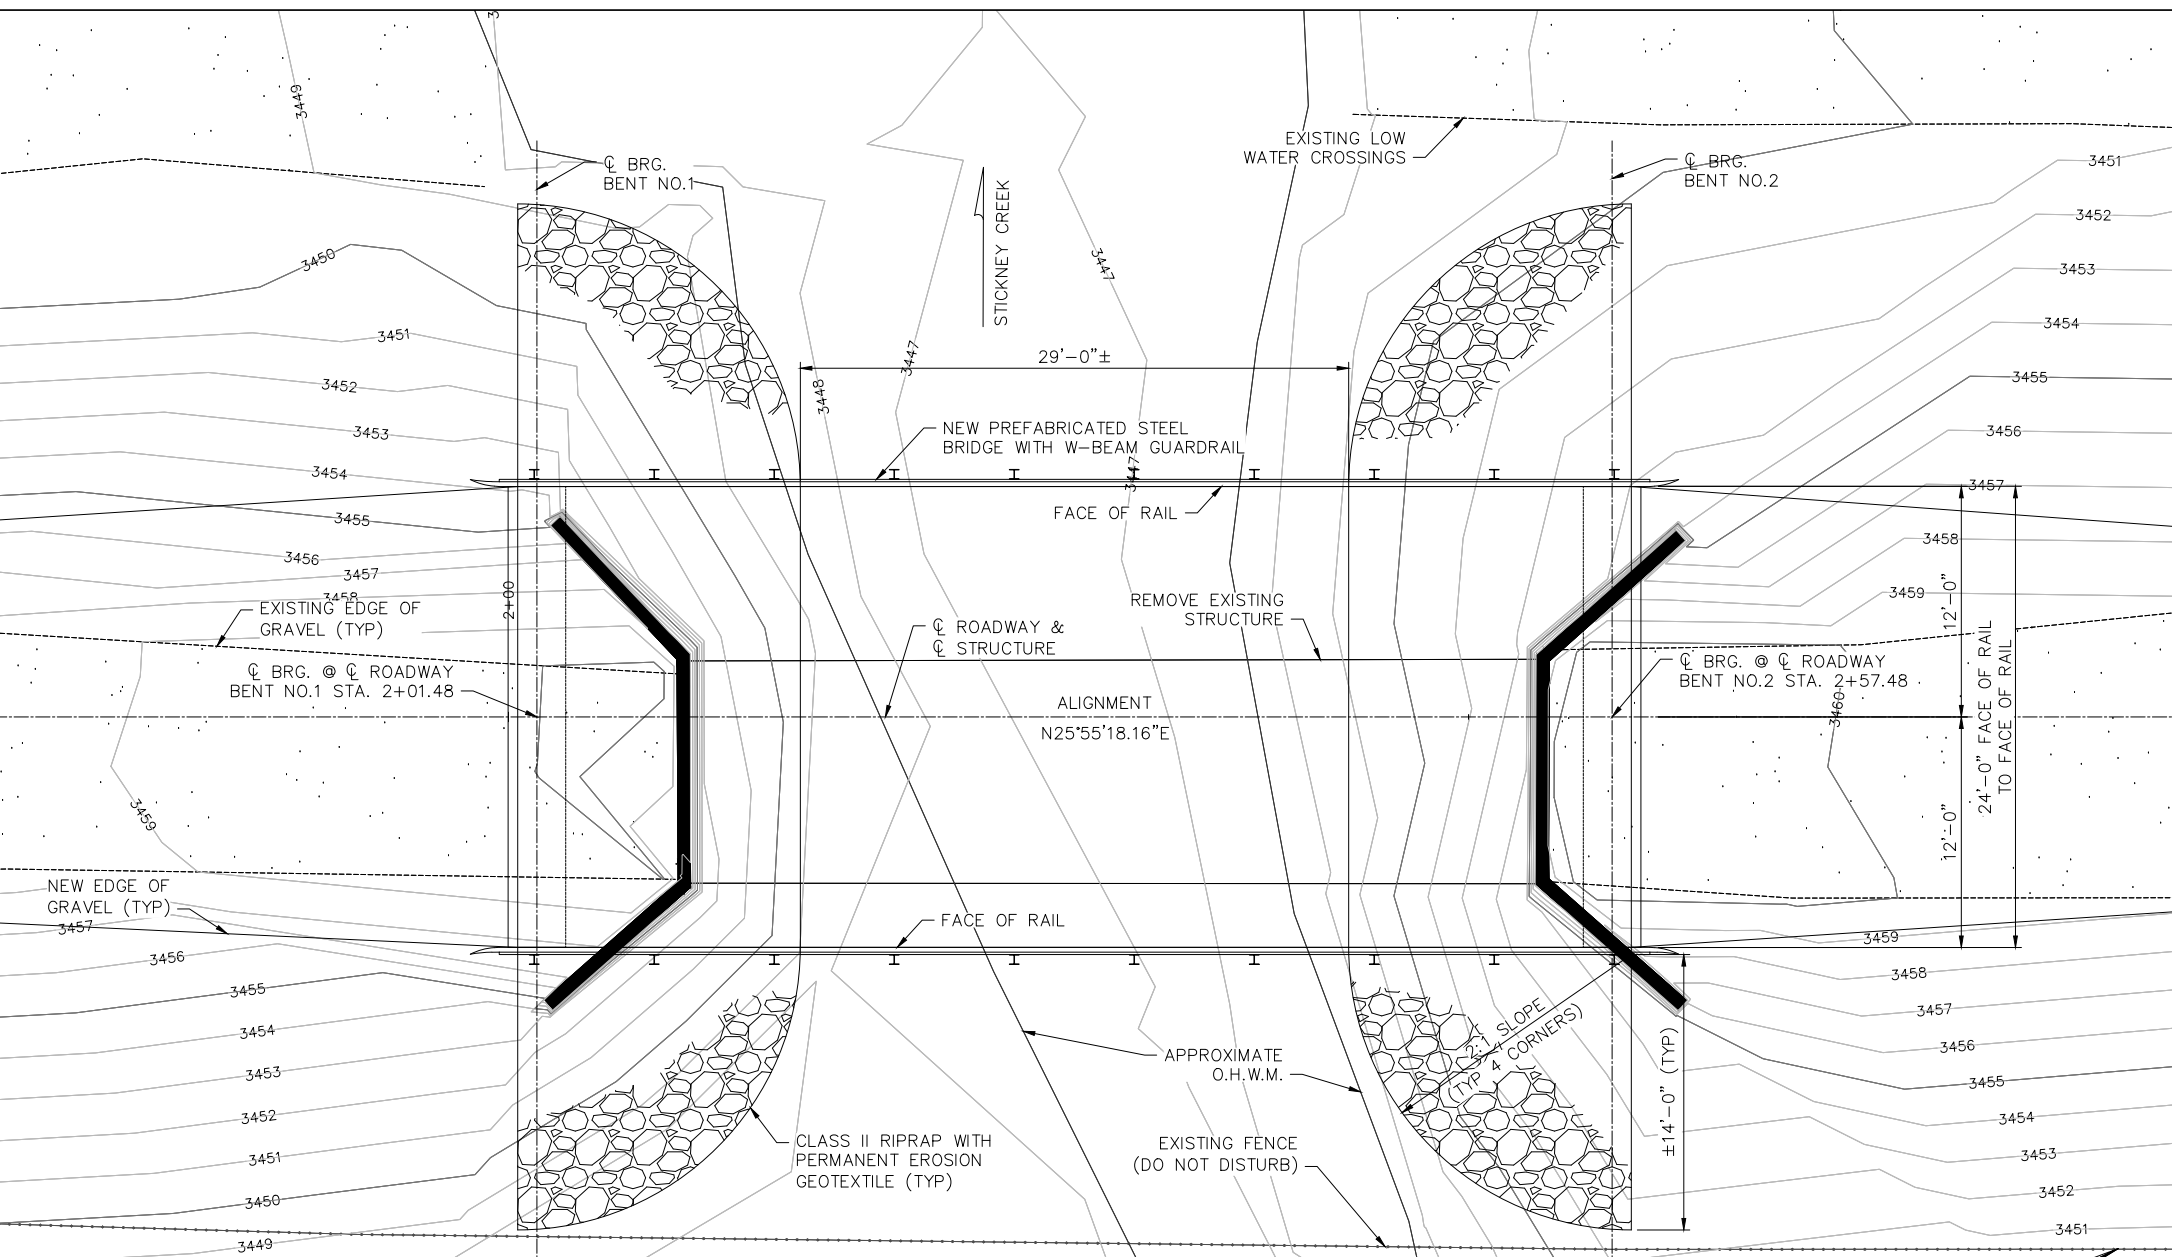 3
3449
℄ BRG.
BENT NO.1
STICKNEY CREEK
3447
EXISTING LOW
WATER CROSSINGS
℄ BRG.
BENT NO.2
3451
3452
3453
3454
3455
3456
3457
3458
3459
3450
3451
3452
3453
3454
3455
3456
3457
3458
29'-0"±
3447
3448
NEW PREFABRICATED STEEL
BRIDGE WITH W-BEAM GUARDRAIL
3447
FACE OF RAIL
2+00
EXISTING EDGE OF
GRAVEL (TYP)
REMOVE EXISTING
STRUCTURE
℄ ROADWAY &
℄ STRUCTURE
℄ BRG. @ ℄ ROADWAY
BENT NO.1 STA. 2+01.48
℄ BRG. @ ℄ ROADWAY
BENT NO.2 STA. 2+57.48
ALIGNMENT
N25°55'18.16"E
3460
12'-0"
12'-0"
24'-0" FACE OF RAIL
TO FACE OF RAIL
3459
NEW EDGE OF
GRAVEL (TYP)
3457
3456
3455
3454
3453
3452
3451
3450
3449
FACE OF RAIL
3459
3458
3457
3456
3455
3454
3453
3452
3451
2:1 SLOPE
(TYP 4 CORNERS)
±14'-0" (TYP)
APPROXIMATE
O.H.W.M.
CLASS II RIPRAP WITH
PERMANENT EROSION
GEOTEXTILE (TYP)
EXISTING FENCE
(DO NOT DISTURB)